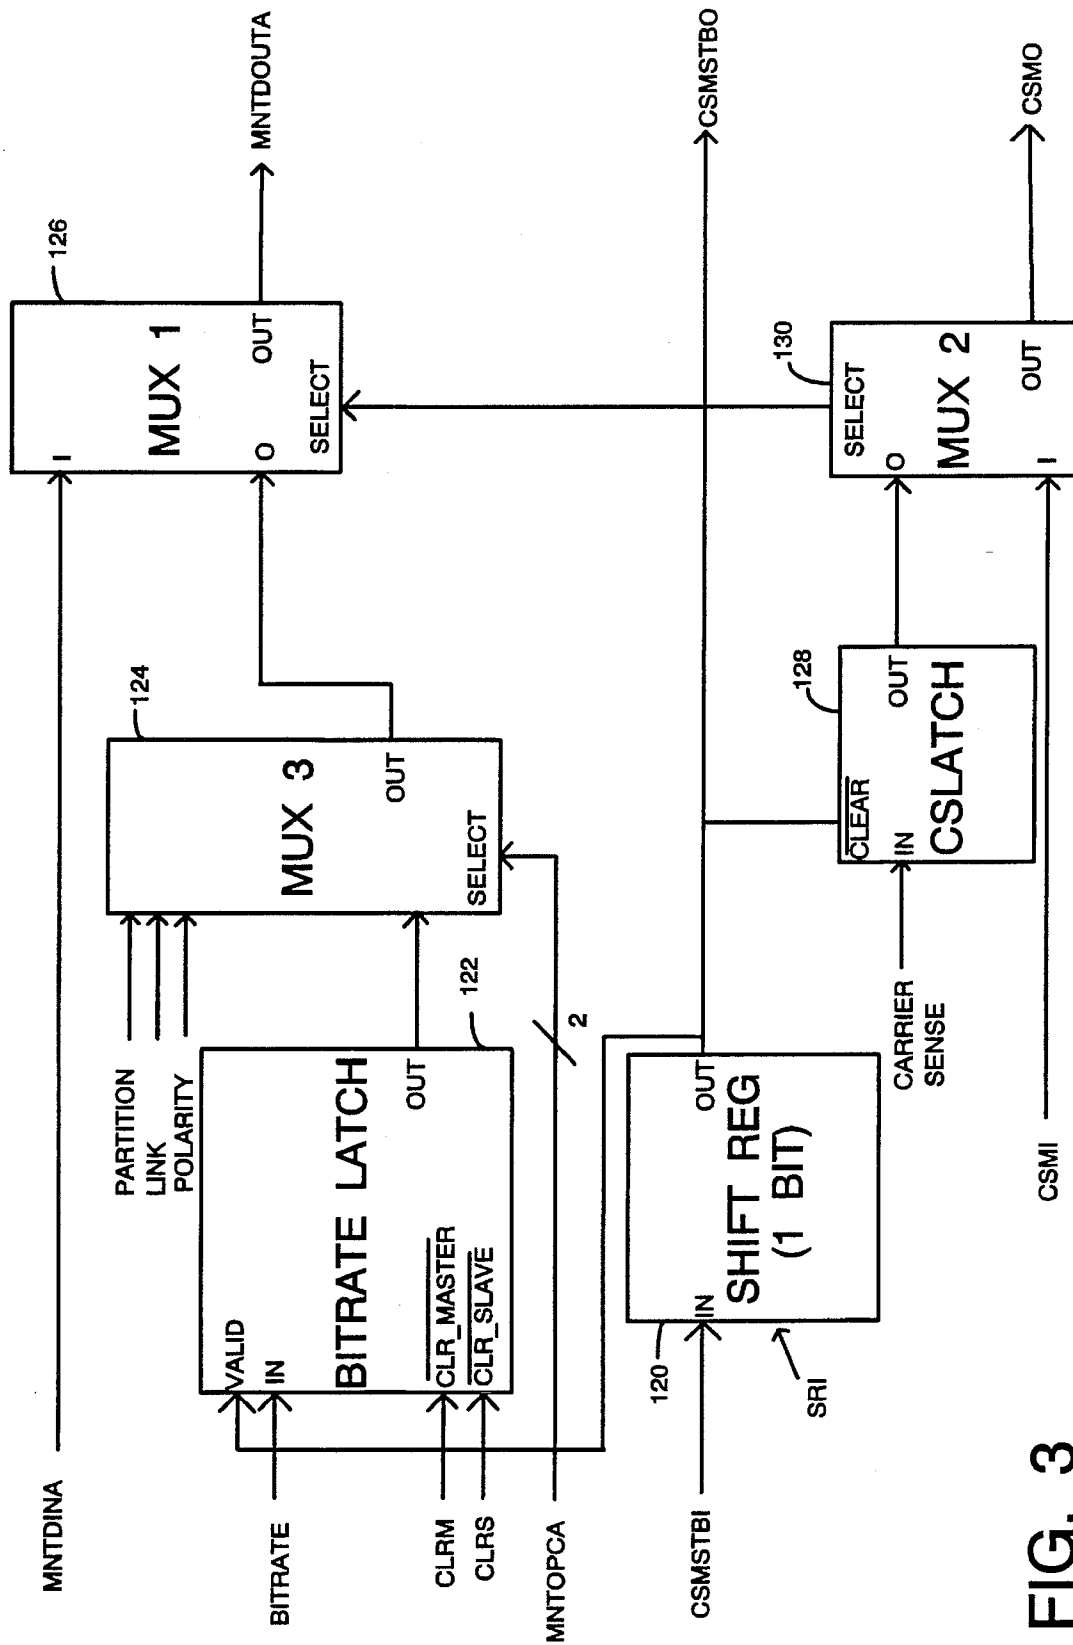 MNTDINA
I
MUX 1
126
O
OUT
MNTDOUTA
SELECT
PARTITION
LINK
POLARITY
MUX 3
124
OUT
SELECT
VALID
IN
BITRATE
BITRATE LATCH
OUT
122
CLR_MASTER
CLR_SLAVE
CLRM
CLRS
MNTOPCA
2
CSMSTBI
120
IN
SHIFT REG
(1 BIT)
OUT
SRI
CSMSTBO
CARRIER
SENSE
CLEAR
IN
CSLATCH
OUT
128
130
SELECT
O
MUX 2
I
OUT
CSMO
CSMI
FIG. 3